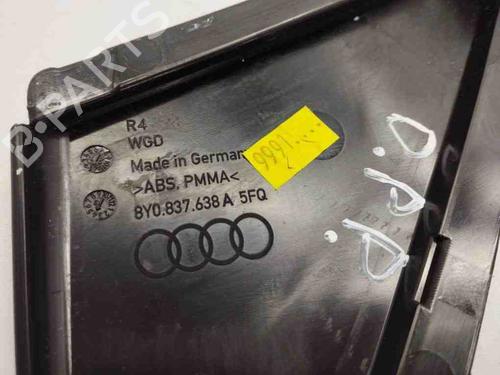 B-PARTS
R4
WGD
Made in German
>ABS, PMMA<
8Y0.837.638 A 5FQ